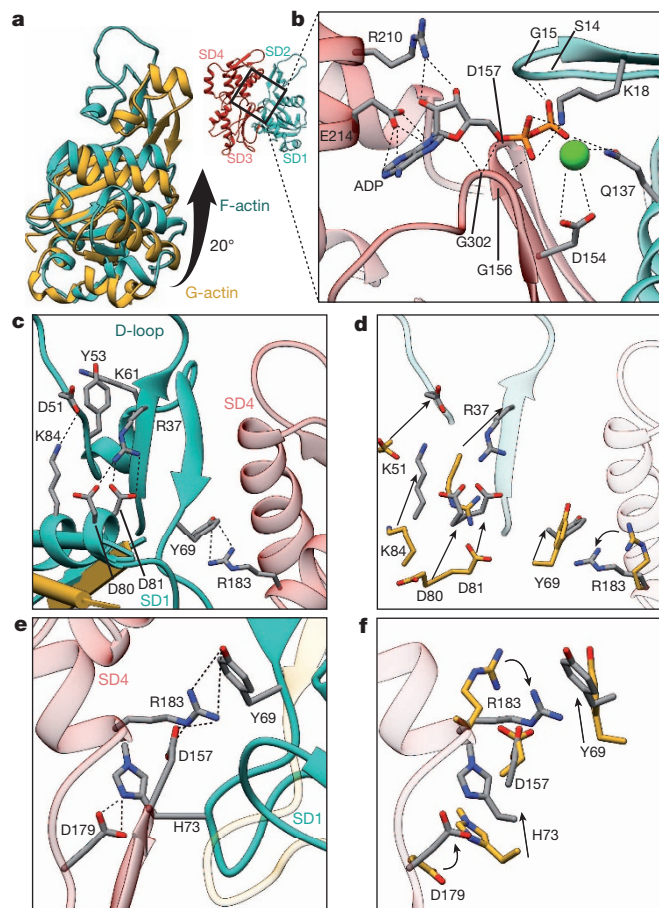 a
SD4
SD2
SD3
SD1
F-actin
20°
G-actin
b
R210
G15
S14
D157
K18
E214
ADP
Q137
G302
D154
G156
c
D-loop
Y53
K61
SD4
D51
R37
K84
Y69
R183
D80
D81
SD1
d
R37
K51
K84
D80
D81
Y69
R183
e
SD4
R183
Y69
D157
SD1
D179
H73
f
R183
Y69
D157
H73
D179